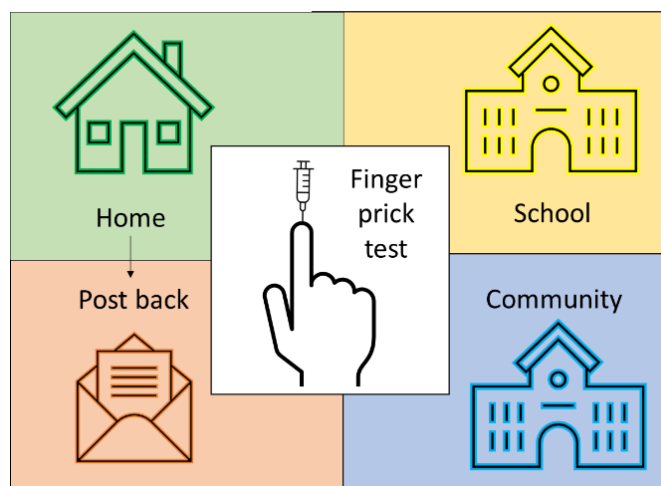 Home
Post back
Finger
prick
test
School
Community